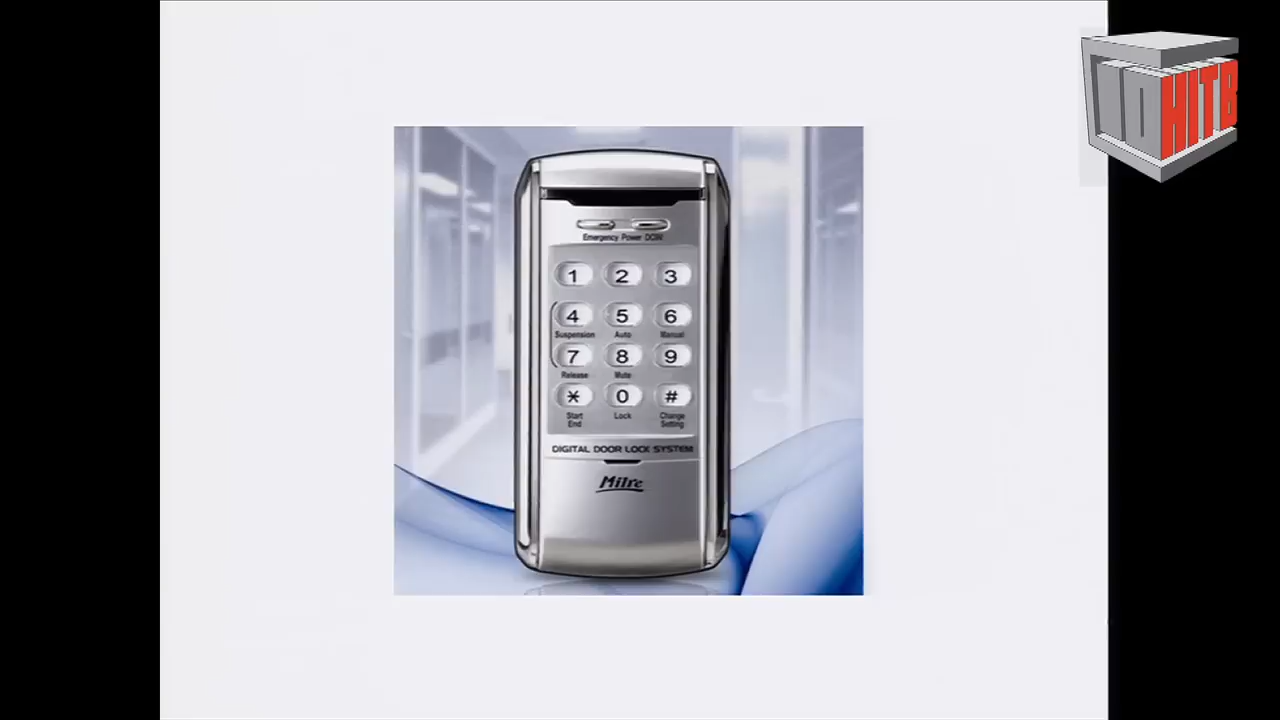 HITB
Emergency Power DC9V
1 2 3
4 5 6
Suspension Auto Manual
7 8 9
Release Mute
* 0 #
Start End Lock Change Setting
DIGITAL DOOR LOCK SYSTEM
Milre